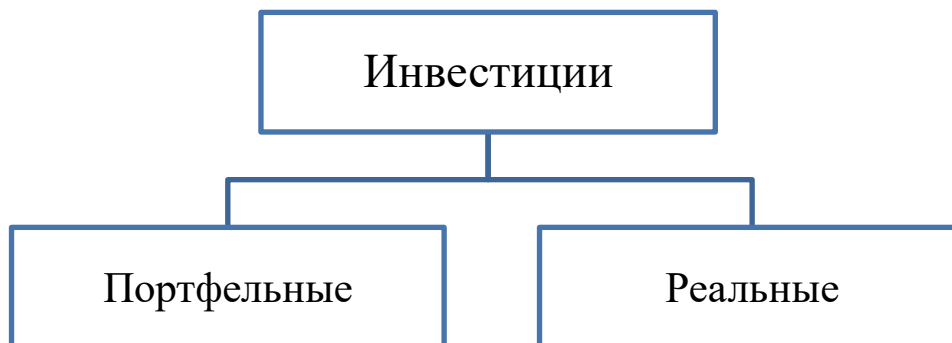 Инвестиции
Портфельные
Реальные